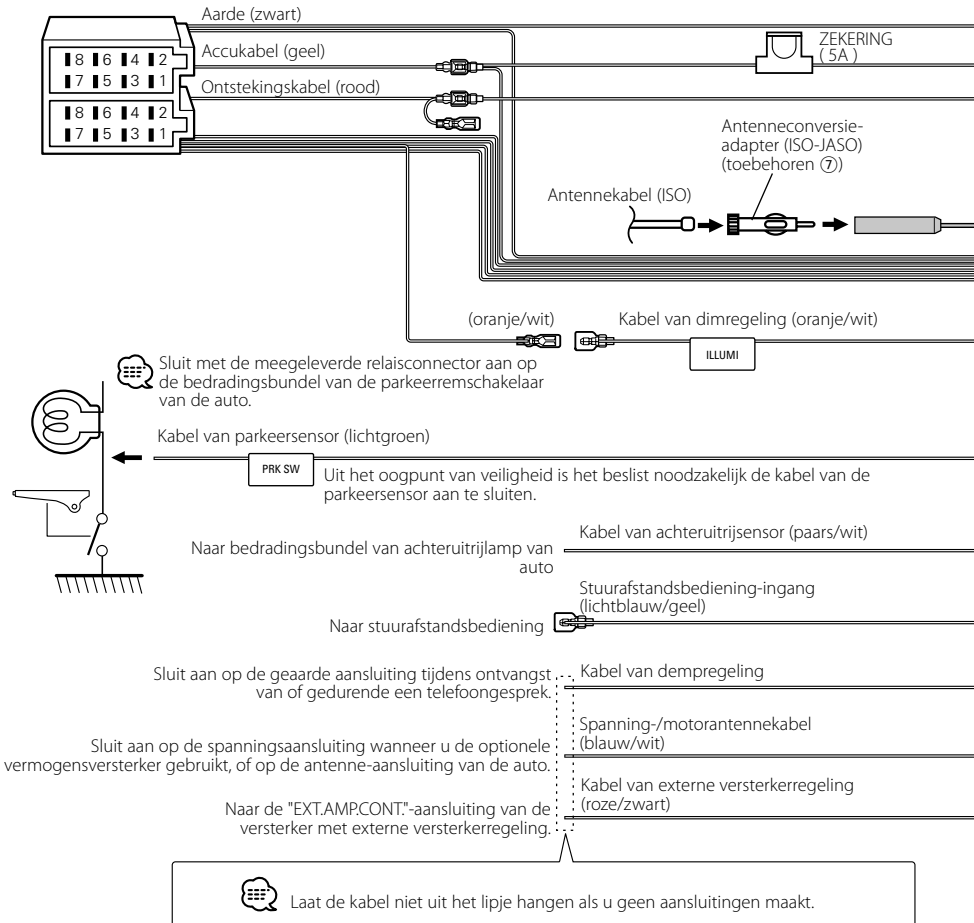 Aarde (zwart)
Accukabel (geel)
ZEKERING
( 5A )
8 6 4 2
7 5 3 1
Ontstekingskabel (rood)
8 6 4 2
7 5 3 1
Antenneconversie-
adapter (ISO-JASO)
(toebehoren ⑦)
Antennekabel (ISO)
(oranje/wit)
Kabel van dimregeling (oranje/wit)
ILLUMI
Sluit met de meegeleverde relaisconnector aan op
de bedradingsbundel van de parkeerremschakelaar
van de auto.
Kabel van parkeersensor (lichtgroen)
PRK SW
Uit het oogpunt van veiligheid is het beslist noodzakelijk de kabel van de
parkeersensor aan te sluiten.
Kabel van achteruitrijsensor (paars/wit)
Naar bedradingsbundel van achteruitrijlamp van
auto
Stuurafstandsbediening-ingang
(lichtblauw/geel)
Naar stuurafstandsbediening
Sluit aan op de geaarde aansluiting tijdens ontvangst
van of gedurende een telefoongesprek.
Kabel van dempregeling
Spanning-/motorantennekabel
(blauw/wit)
Sluit aan op de spanningsaansluiting wanneer u de optionele
vermogensversterker gebruikt, of op de antenne-aansluiting van de auto.
Kabel van externe versterkerregeling
(roze/zwart)
Naar de "EXT.AMP.CONT."-aansluiting van de
versterker met externe versterkerregeling.
Laat de kabel niet uit het lipje hangen als u geen aansluitingen maakt.